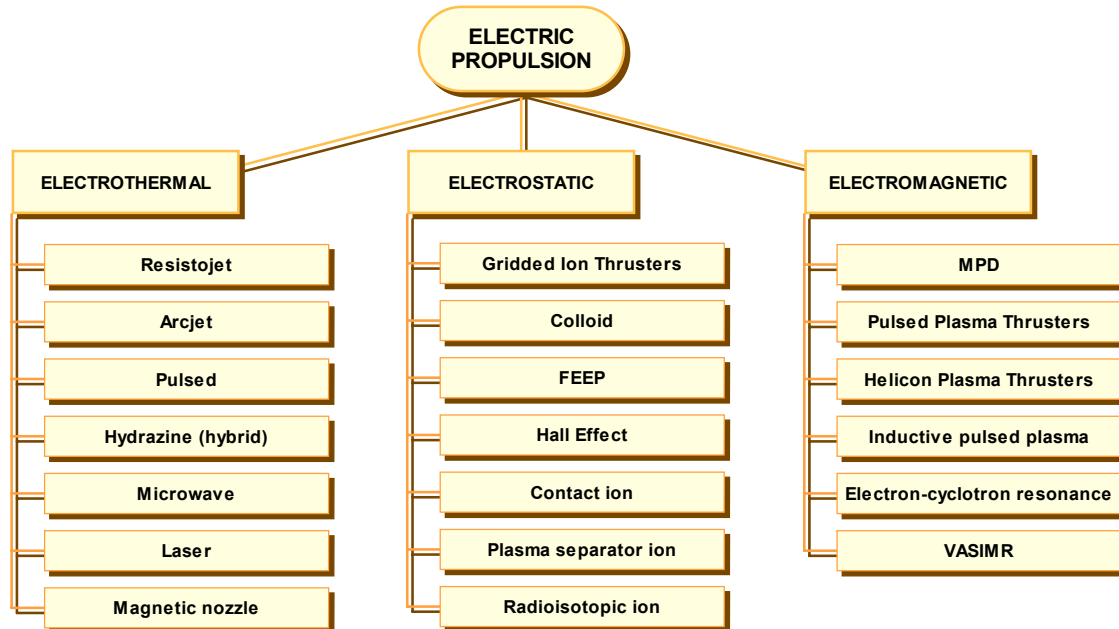 ELECTRIC
PROPULSION
ELECTROTHERMAL
Resistojet
Arcjet
Pulsed
Hydrazine (hybrid)
Microwave
Laser
Magnetic nozzle
ELECTROSTATIC
Gridded Ion Thrusters
Colloid
FEEP
Hall Effect
Contact ion
Plasma separator ion
Radioisotopic ion
ELECTROMAGNETIC
MPD
Pulsed Plasma Thrusters
Helicon Plasma Thrusters
Inductive pulsed plasma
Electron-cyclotron resonance
VASIMR